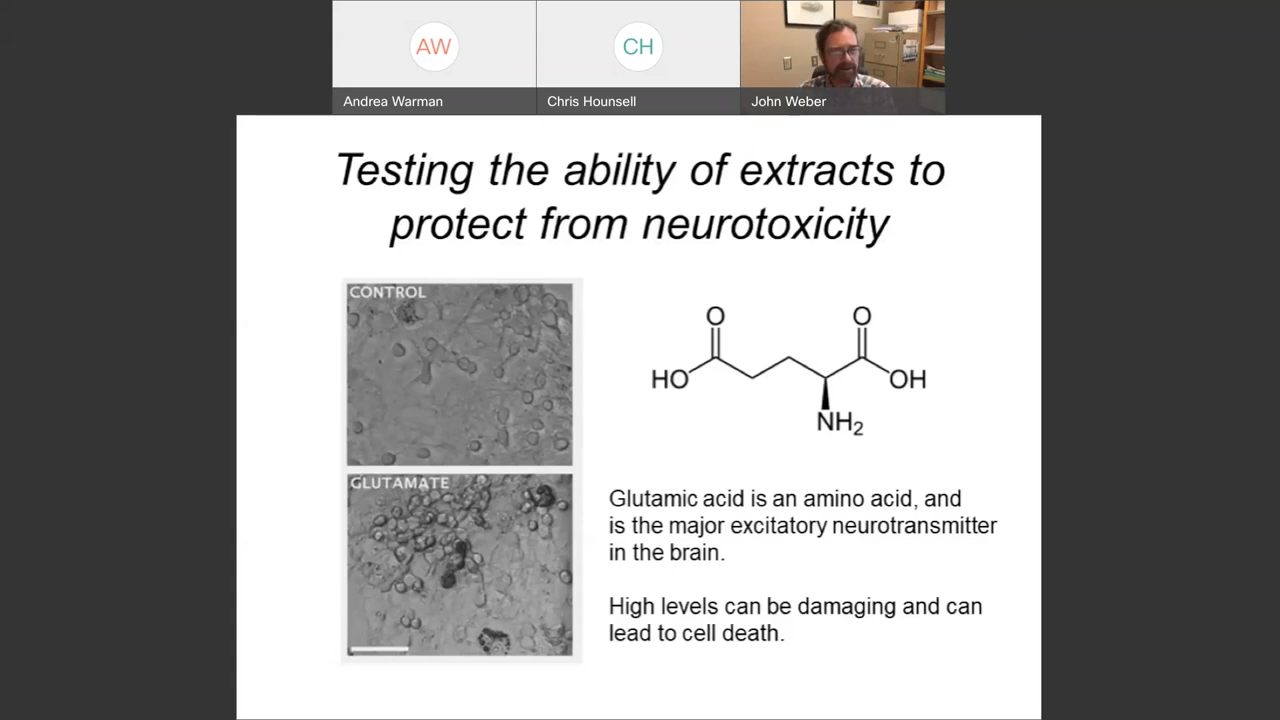 AW
CH
Andrea Warman
Chris Hounsell
John Weber
Testing the ability of extracts to
protect from neurotoxicity
CONTROL
GLUTAMATE
O
O
HO
OH
NH2
Glutamic acid is an amino acid, and
is the major excitatory neurotransmitter
in the brain.
High levels can be damaging and can
lead to cell death.